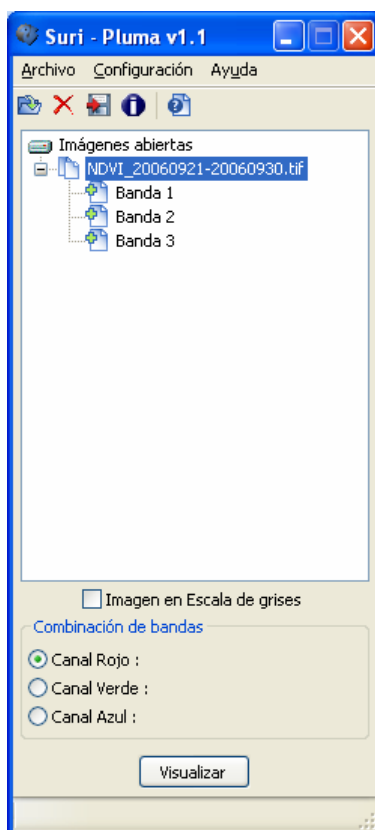 Suri - Pluma v1.1
Archivo Configuración Ayuda
Imágenes abiertas
NDVI_20060921-20060930.tif
Banda 1
Banda 2
Banda 3
Imagen en Escala de grises
Combinación de bandas
Canal Rojo :
Canal Verde :
Canal Azul :
Visualizar